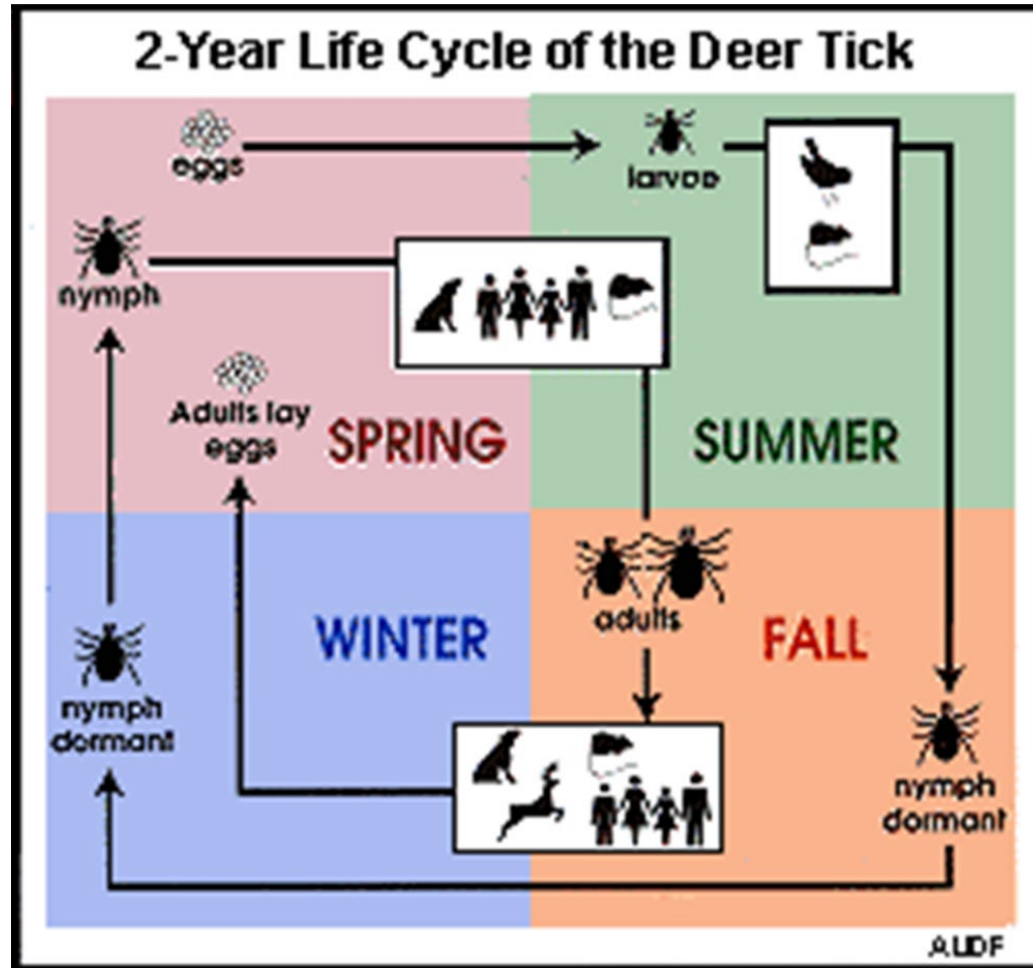 2-Year Life Cycle of the Deer Tick
eggs
larvae
nymph
Adults lay
eggs
SPRING
SUMMER
WINTER
adults
FALL
nymph
dormant
nymph
dormant